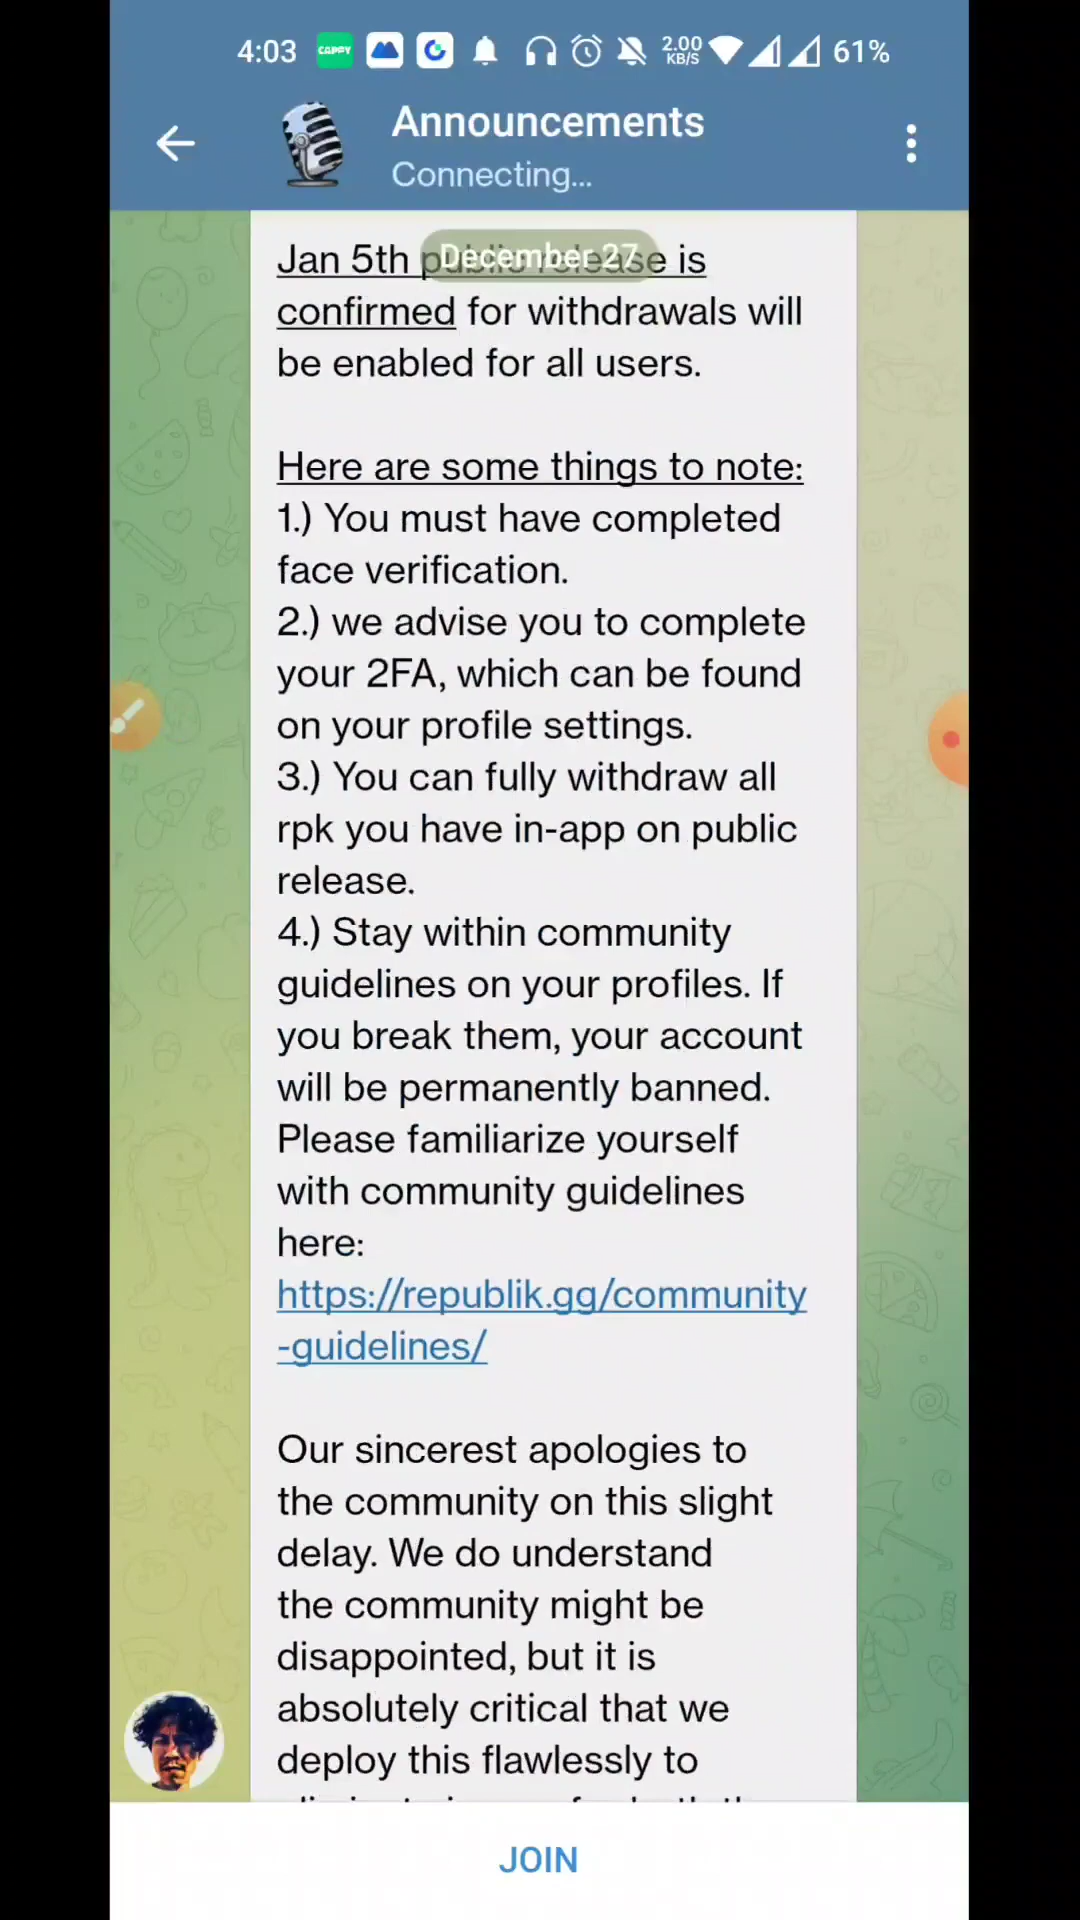 4:03 CAPPY 2.00 KB/S 61%
Announcements
Connecting...
December 27
Jan 5th public release is
confirmed for withdrawals will
be enabled for all users.
Here are some things to note:
1.) You must have completed
face verification.
2.) we advise you to complete
your 2FA, which can be found
on your profile settings.
3.) You can fully withdraw all
rpk you have in-app on public
release.
4.) Stay within community
guidelines on your profiles. If
you break them, your account
will be permanently banned.
Please familiarize yourself
with community guidelines
here:
https://republik.gg/community
-guidelines/
Our sincerest apologies to
the community on this slight
delay. We do understand
the community might be
disappointed, but it is
absolutely critical that we
deploy this flawlessly to
JOIN